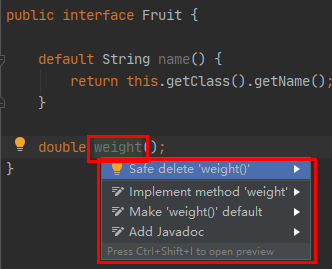 public interface Fruit {
default String name() {
return this.getClass().getName();
}
double weight();
}
Safe delete 'weight()'
Implement method 'weight'
Make 'weight()' default
Add Javadoc
Press Ctrl+Shift+I to open preview